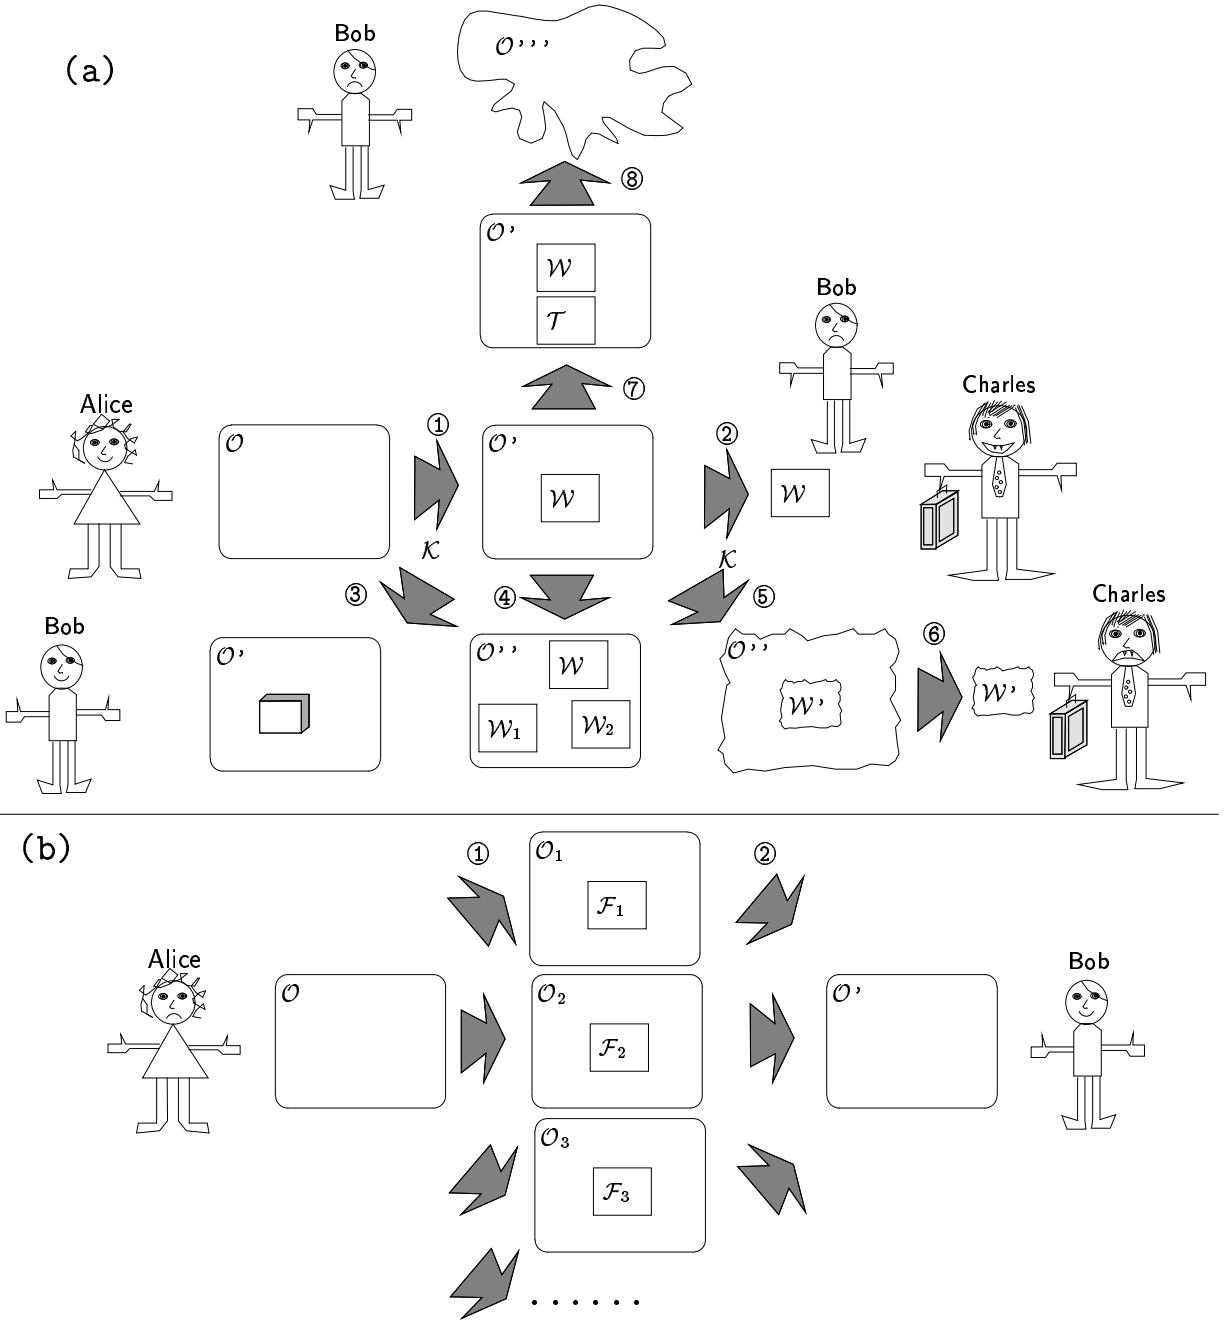 Bob
(a)
𝒪'''
⑧
𝒪'
𝒲
𝒯
Bob
⑦
Charles
Alice
①
②
𝒪
𝒪'
𝒲
𝒲
𝒦
𝒦
③
④
⑤
Charles
Bob
⑥
𝒪'
𝒪''
𝒲
𝒪''
𝒲'
𝒲'
𝒲₁
𝒲₂
(b)
①
𝒪₁
②
ℱ₁
Alice
Bob
𝒪
𝒪₂
𝒪'
ℱ₂
𝒪₃
ℱ₃
......